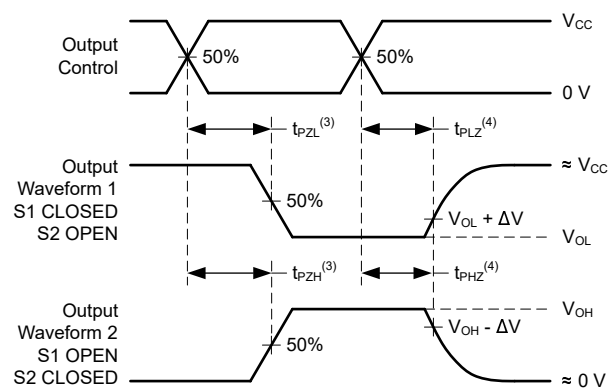 V_CC
Output
Control
50%
50%
0 V
t_PZL^(3)
t_PLZ^(4)
Output
Waveform 1
S1 CLOSED
S2 OPEN
≈ V_CC
50%
V_OL + ΔV
V_OL
t_PZH^(3)
t_PHZ^(4)
Output
Waveform 2
S1 OPEN
S2 CLOSED
V_OH
V_OH - ΔV
50%
≈ 0 V